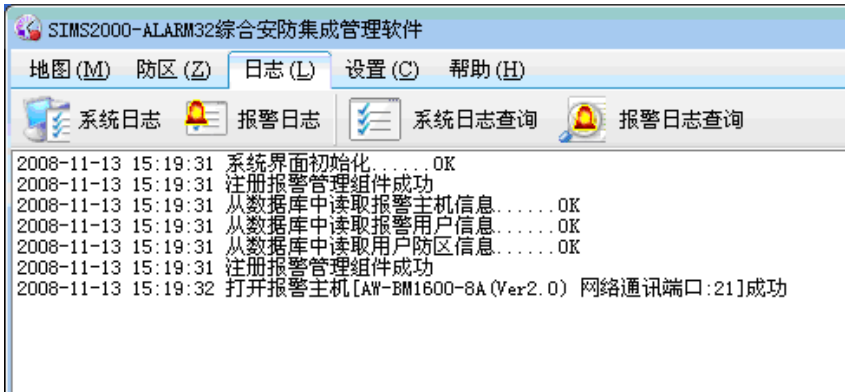 SIMS2000-ALARM32综合安防集成管理软件
地图(M) 防区(Z) 日志(L) 设置(C) 帮助(H)
系统日志 报警日志 系统日志查询 报警日志查询
2008-11-13 15:19:31 系统界面初始化......OK
2008-11-13 15:19:31 注册报警管理组件成功
2008-11-13 15:19:31 从数据库中读取报警主机信息......OK
2008-11-13 15:19:31 从数据库中读取报警用户信息......OK
2008-11-13 15:19:31 从数据库中读取用户防区信息......OK
2008-11-13 15:19:31 注册报警管理组件成功
2008-11-13 15:19:32 打开报警主机[AW-BM1600-8A(Ver2.0) 网络通讯端口:21]成功